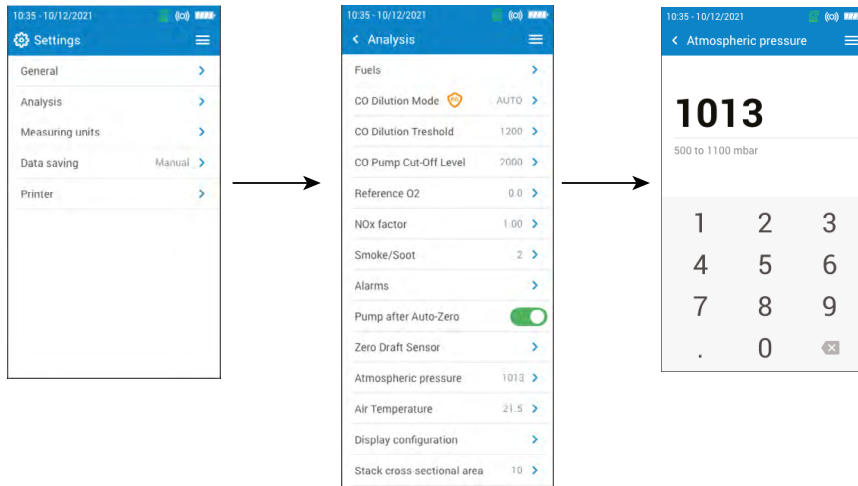 10:35 - 10/12/2021
Settings
General
Analysis
Measuring units
Data saving Manual
Printer
10:35 - 10/12/2021
Analysis
Fuels
CO Dilution Mode AUTO
CO Dilution Treshold 1200
CO Pump Cut-Off Level 2000
Reference O2 0.0
NOx factor 1.00
Smoke/Soot 2
Alarms
Pump after Auto-Zero
Zero Draft Sensor
Atmospheric pressure 1013
Air Temperature 21.5
Display configuration
Stack cross sectional area 10
10:35 - 10/12/2021
Atmospheric pressure
1013
500 to 1100 mbar
1 2 3
4 5 6
7 8 9
. 0